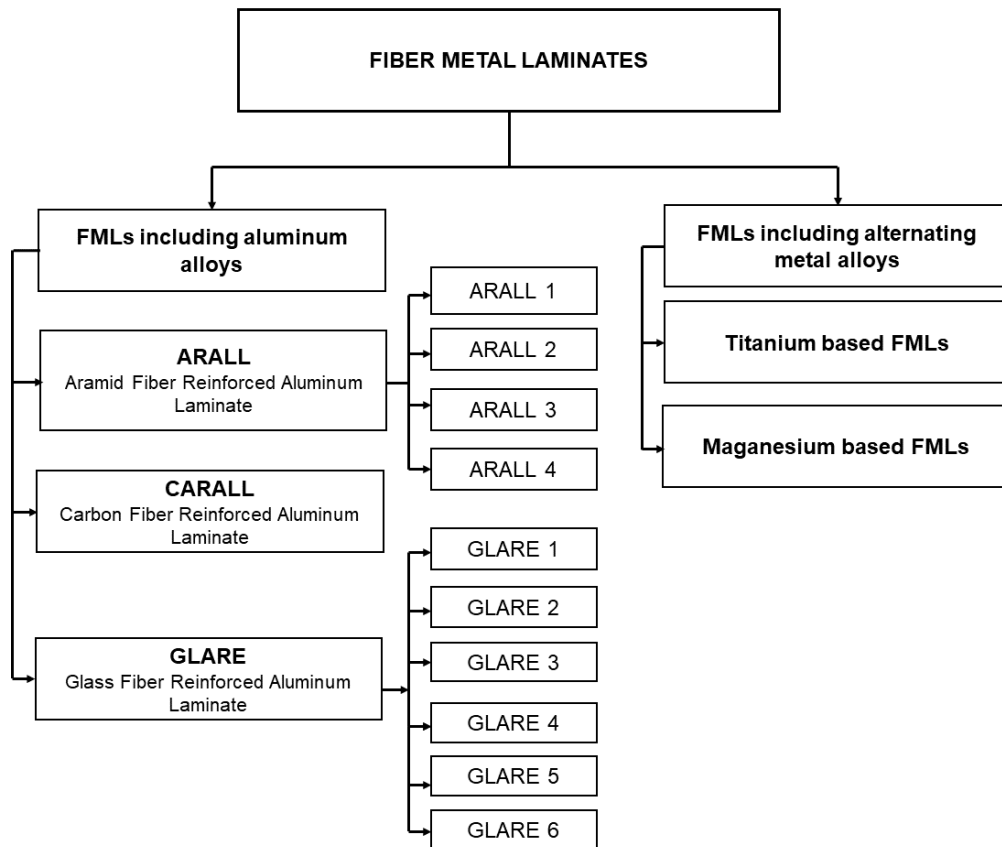 FIBER METAL LAMINATES
FMLs including aluminum
alloys
ARALL
Aramid Fiber Reinforced Aluminum
Laminate
ARALL 1
ARALL 2
ARALL 3
ARALL 4
CARALL
Carbon Fiber Reinforced Aluminum
Laminate
GLARE
Glass Fiber Reinforced Aluminum
Laminate
GLARE 1
GLARE 2
GLARE 3
GLARE 4
GLARE 5
GLARE 6
FMLs including alternating
metal alloys
Titanium based FMLs
Maganesium based FMLs